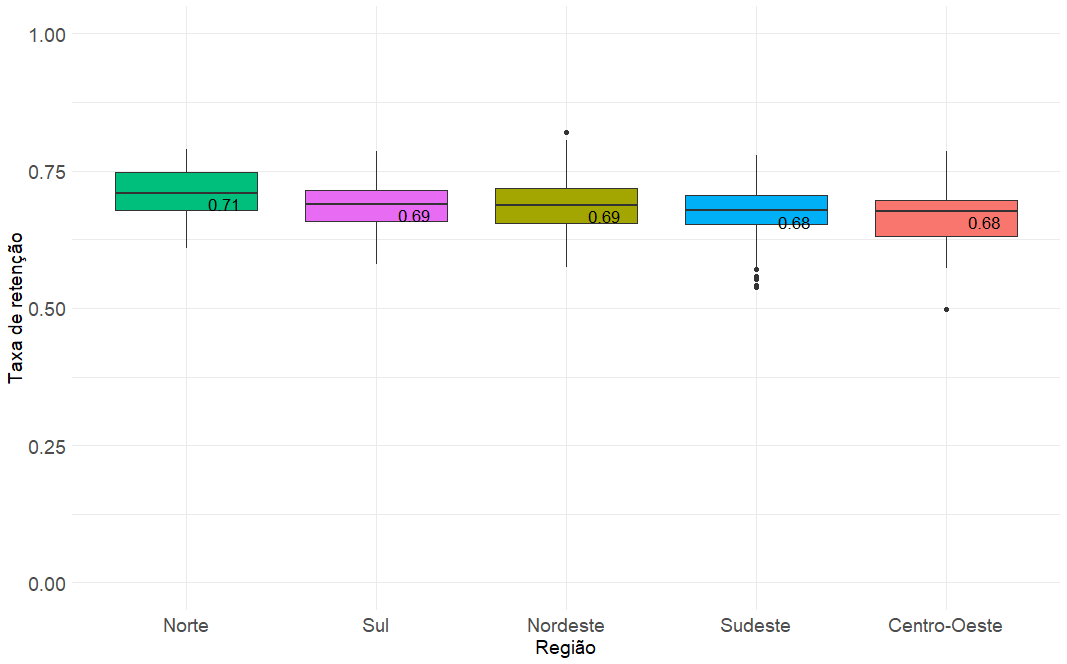 Taxa de retenção
1.00
0.75
0.50
0.25
0.00
0.71
0.69
0.69
0.68
0.68
Norte
Sul
Nordeste
Sudeste
Centro-Oeste
Região